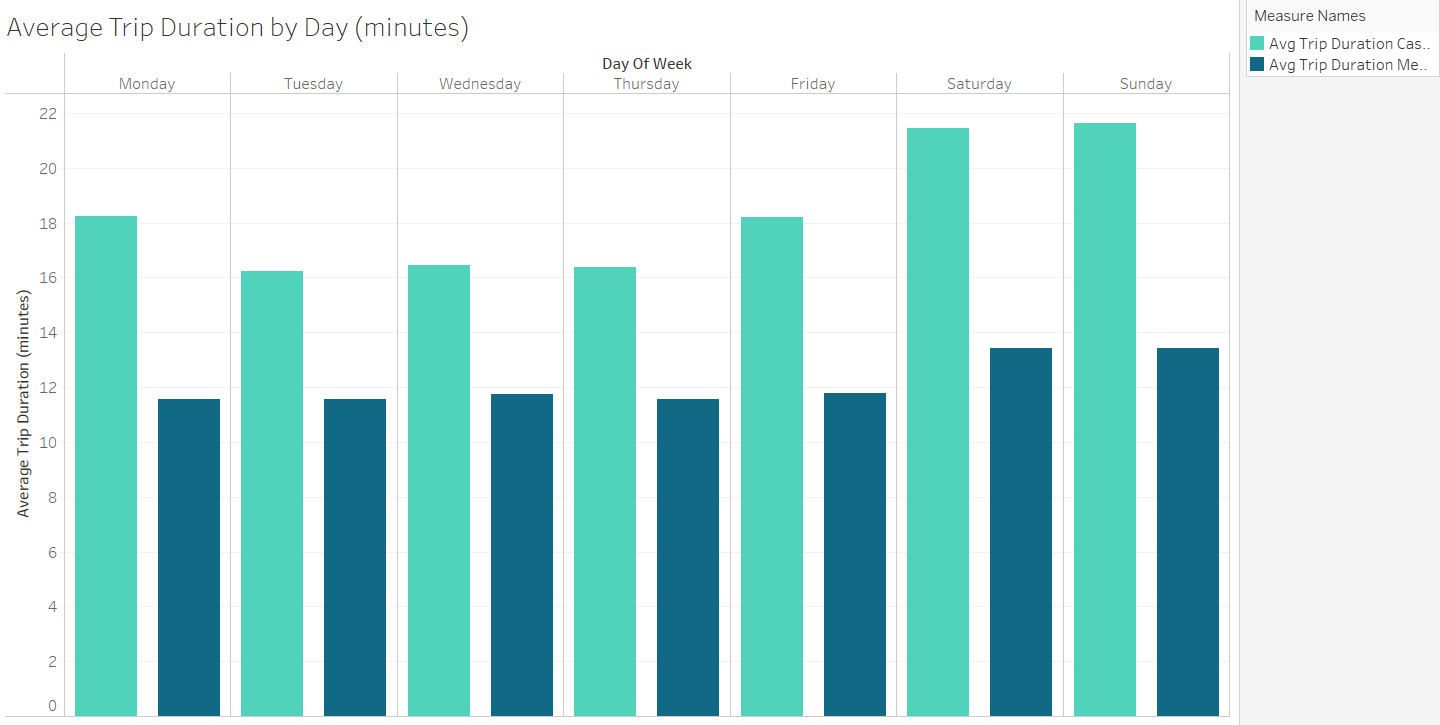 Average Trip Duration by Day (minutes)
Measure Names
Avg Trip Duration Cas..
Avg Trip Duration Me..
Day Of Week
Monday Tuesday Wednesday Thursday Friday Saturday Sunday
Average Trip Duration (minutes)
22
20
18
16
14
12
10
8
6
4
2
0